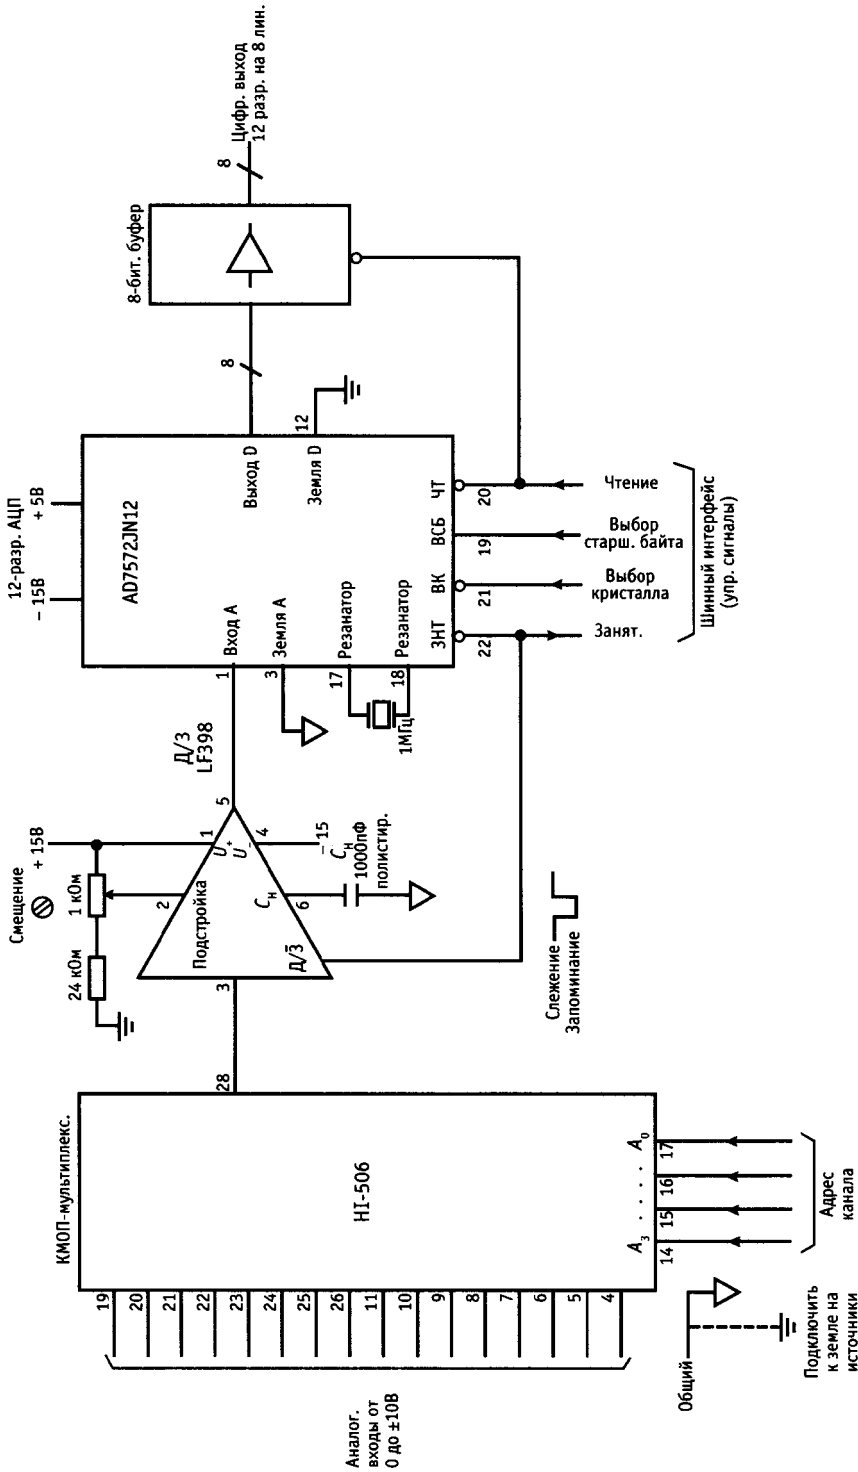 КМОП-мультиплекс.
HI-506
19
20
21
22
23
24
25
26
11
10
9
8
7
6
5
4
Аналог.
входы от
0 до ±10В
28
A3 . . . . . A0
14
15
16
17
Адрес
канала
Общий
Подключить
к земле на
источники
Смещение
+15В
24 кОм
1 кОм
Подстройка
2
3
1
U+
U-
4
-15
5
Д/З
LF398
Cн
6
Cн
1000пФ
полистир.
Д/З
Слежение
Запоминание
12-разр. АЦП
-15В
+5В
AD7572JN12
1
Вход А
3
Земля А
17
Резанатор
18
Резанатор
1МГц
Выход D
Земля D
12
ЗНТ
ВК
ВСБ
ЧТ
22
21
19
20
Занят.
Выбор
кристалла
Выбор
старш. байта
Чтение
Шинный интерфейс
(упр. сигналы)
8
8-бит. буфер
8
Цифр. выход
12 разр. на 8 лин.